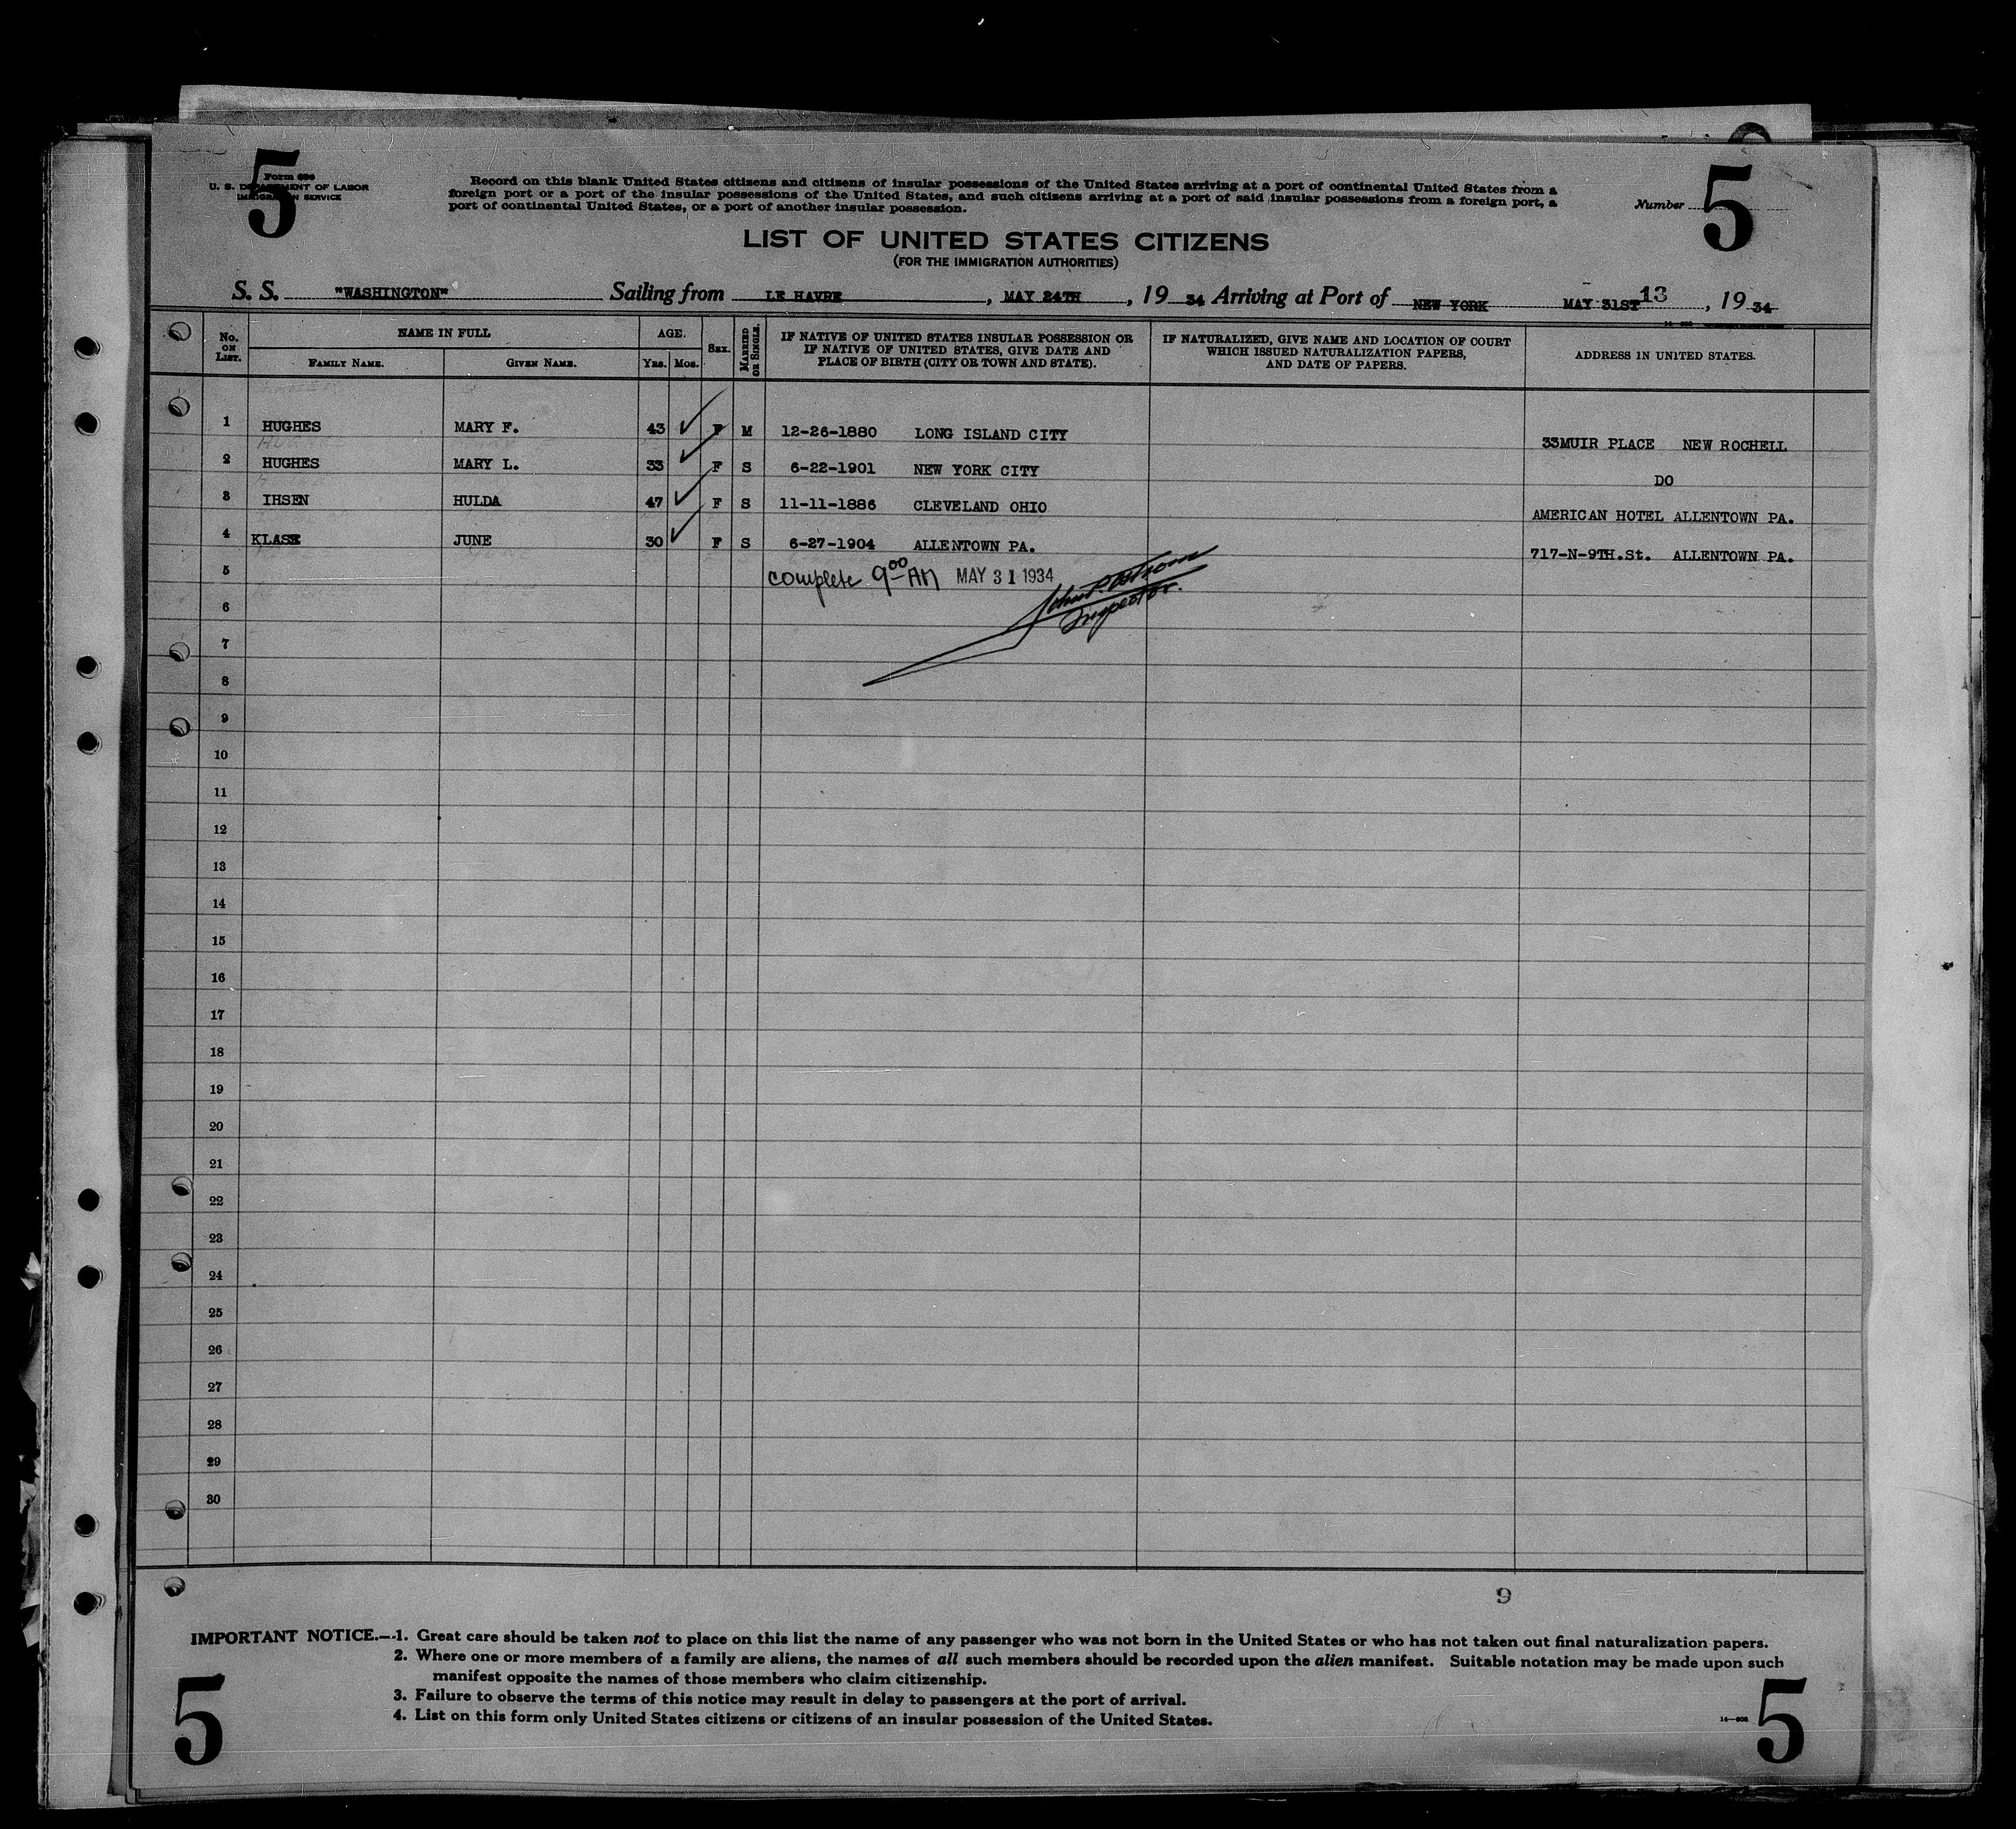 5
Form 630
U. S. DEPARTMENT OF LABOR
IMMIGRATION SERVICE
Record on this blank United States citizens and citizens of insular possessions of the United States arriving at a port of continental United States from a
foreign port or a port of the insular possessions of the United States, and such citizens arriving at a port of said insular possessions from a foreign port, a
port of continental United States, or a port of another insular possession.
Number 5
LIST OF UNITED STATES CITIZENS
(FOR THE IMMIGRATION AUTHORITIES)
S. S. "WASHINGTON" Sailing from LE HAVRE, MAY 24TH, 19 34 Arriving at Port of NEW YORK MAY 31ST 13, 19 34
No. ON LIST. NAME IN FULL AGE. SEX. MARRIED OR SINGLE. IF NATIVE OF UNITED STATES INSULAR POSSESSION OR IF NATIVE OF UNITED STATES, GIVE DATE AND PLACE OF BIRTH (CITY OR TOWN AND STATE). IF NATURALIZED, GIVE NAME AND LOCATION OF COURT WHICH ISSUED NATURALIZATION PAPERS, AND DATE OF PAPERS. ADDRESS IN UNITED STATES.
FAMILY NAME. GIVEN NAME. YRS. MOS.
1 HUGHES MARY F. 43 F M 12-26-1880 LONG ISLAND CITY 33MUIR PLACE NEW ROCHELL
2 HUGHES MARY L. 33 F S 6-22-1901 NEW YORK CITY DO
3 IHSEN HULDA 47 F S 11-11-1886 CLEVELAND OHIO AMERICAN HOTEL ALLENTOWN PA.
4 KLASE JUNE 30 F S 6-27-1904 ALLENTOWN PA. 717-N-9TH.St. ALLENTOWN PA.
5 complete 9 00 AM MAY 31 1934
Inspector.
6
7
8
9
10
11
12
13
14
15
16
17
18
19
20
21
22
23
24
25
26
27
28
29
30
9
IMPORTANT NOTICE.—1. Great care should be taken not to place on this list the name of any passenger who was not born in the United States or who has not taken out final naturalization papers.
2. Where one or more members of a family are aliens, the names of all such members should be recorded upon the alien manifest. Suitable notation may be made upon such
manifest opposite the names of those members who claim citizenship.
3. Failure to observe the terms of this notice may result in delay to passengers at the port of arrival.
4. List on this form only United States citizens or citizens of an insular possession of the United States.
5
5